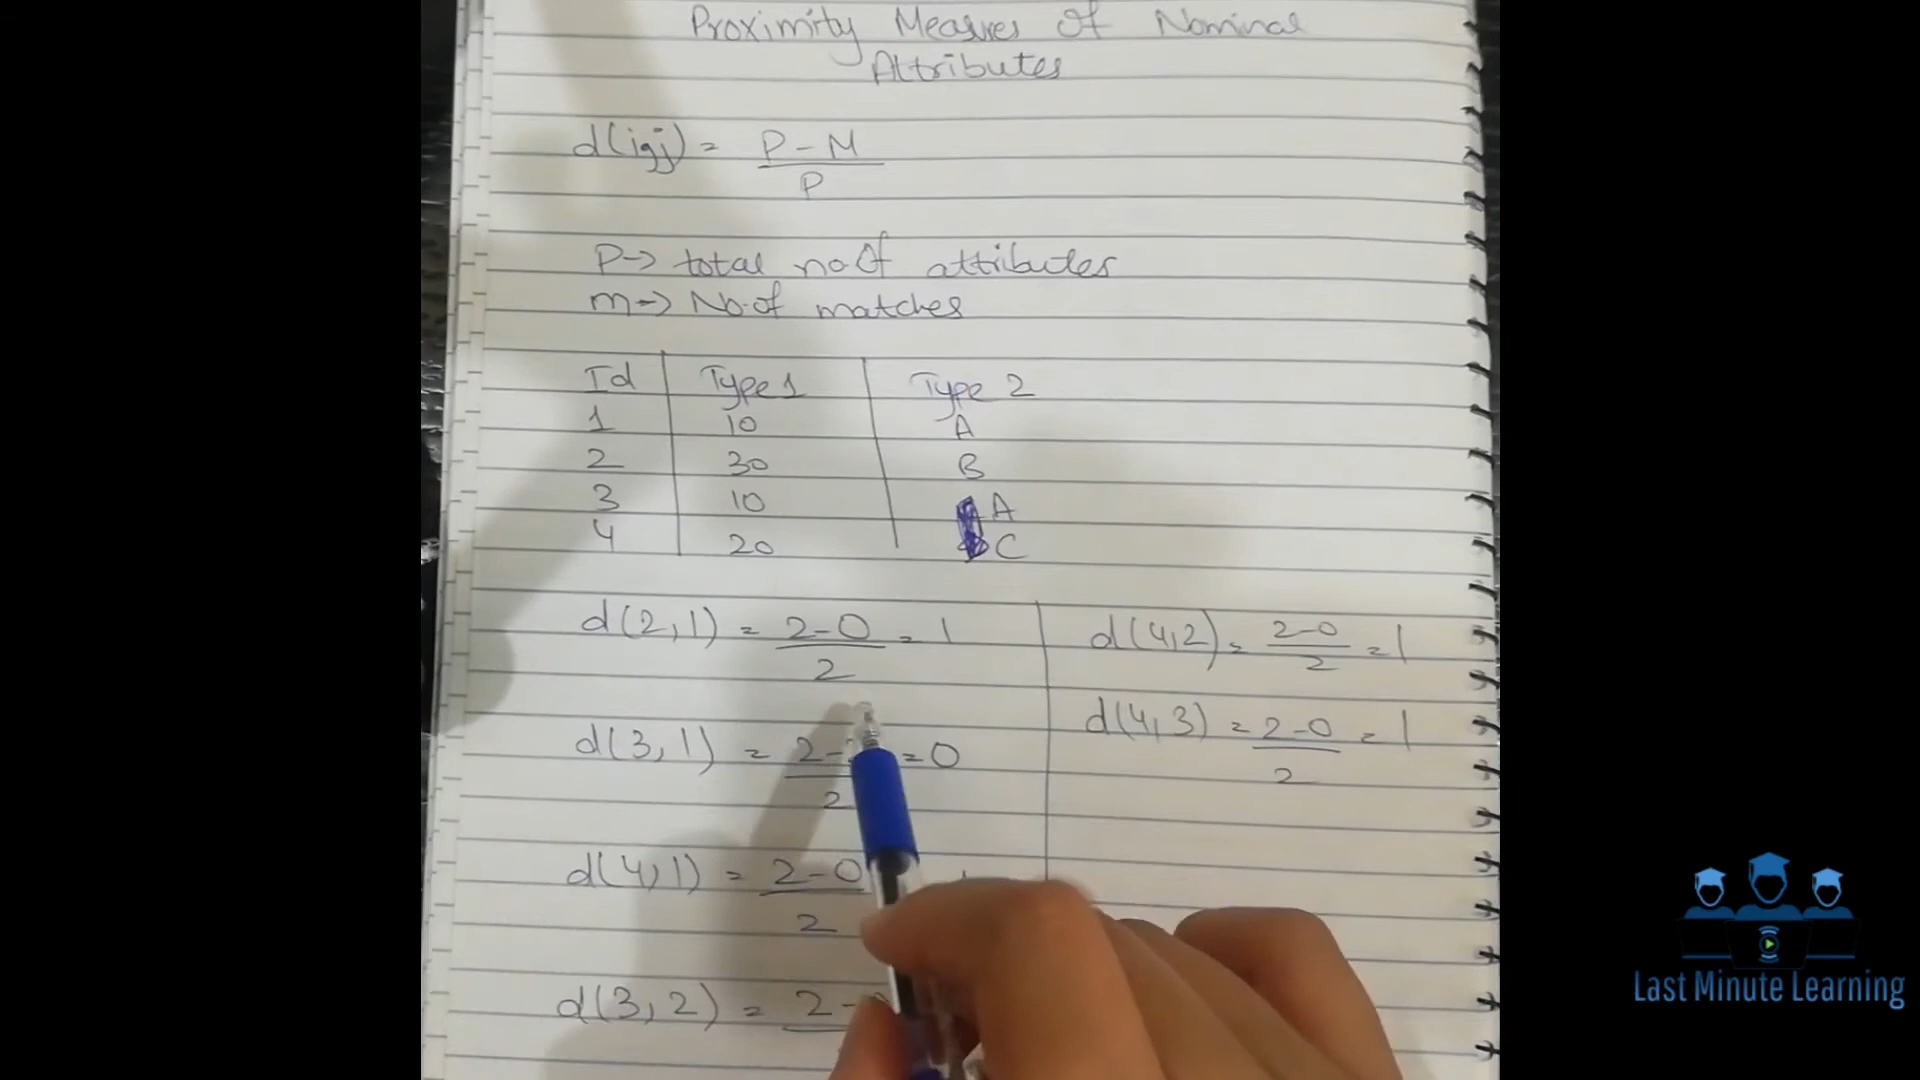 Proximity Measures Of Nominal
Attributes
d(i,j) = P - M
P
P -> total no. Of attributes
m -> No. of matches
Id Type 1 Type 2
1 10 A
2 30 B
3 10 A
4 20 C
d(2,1) = 2-0 = 1
2
d(3,1) = 2- = 0
2
d(4,1) = 2-0
2
d(3,2) = 2-
d(4,2) = 2-0 = 1
2
d(4,3) = 2-0 = 1
2
Last Minute Learning